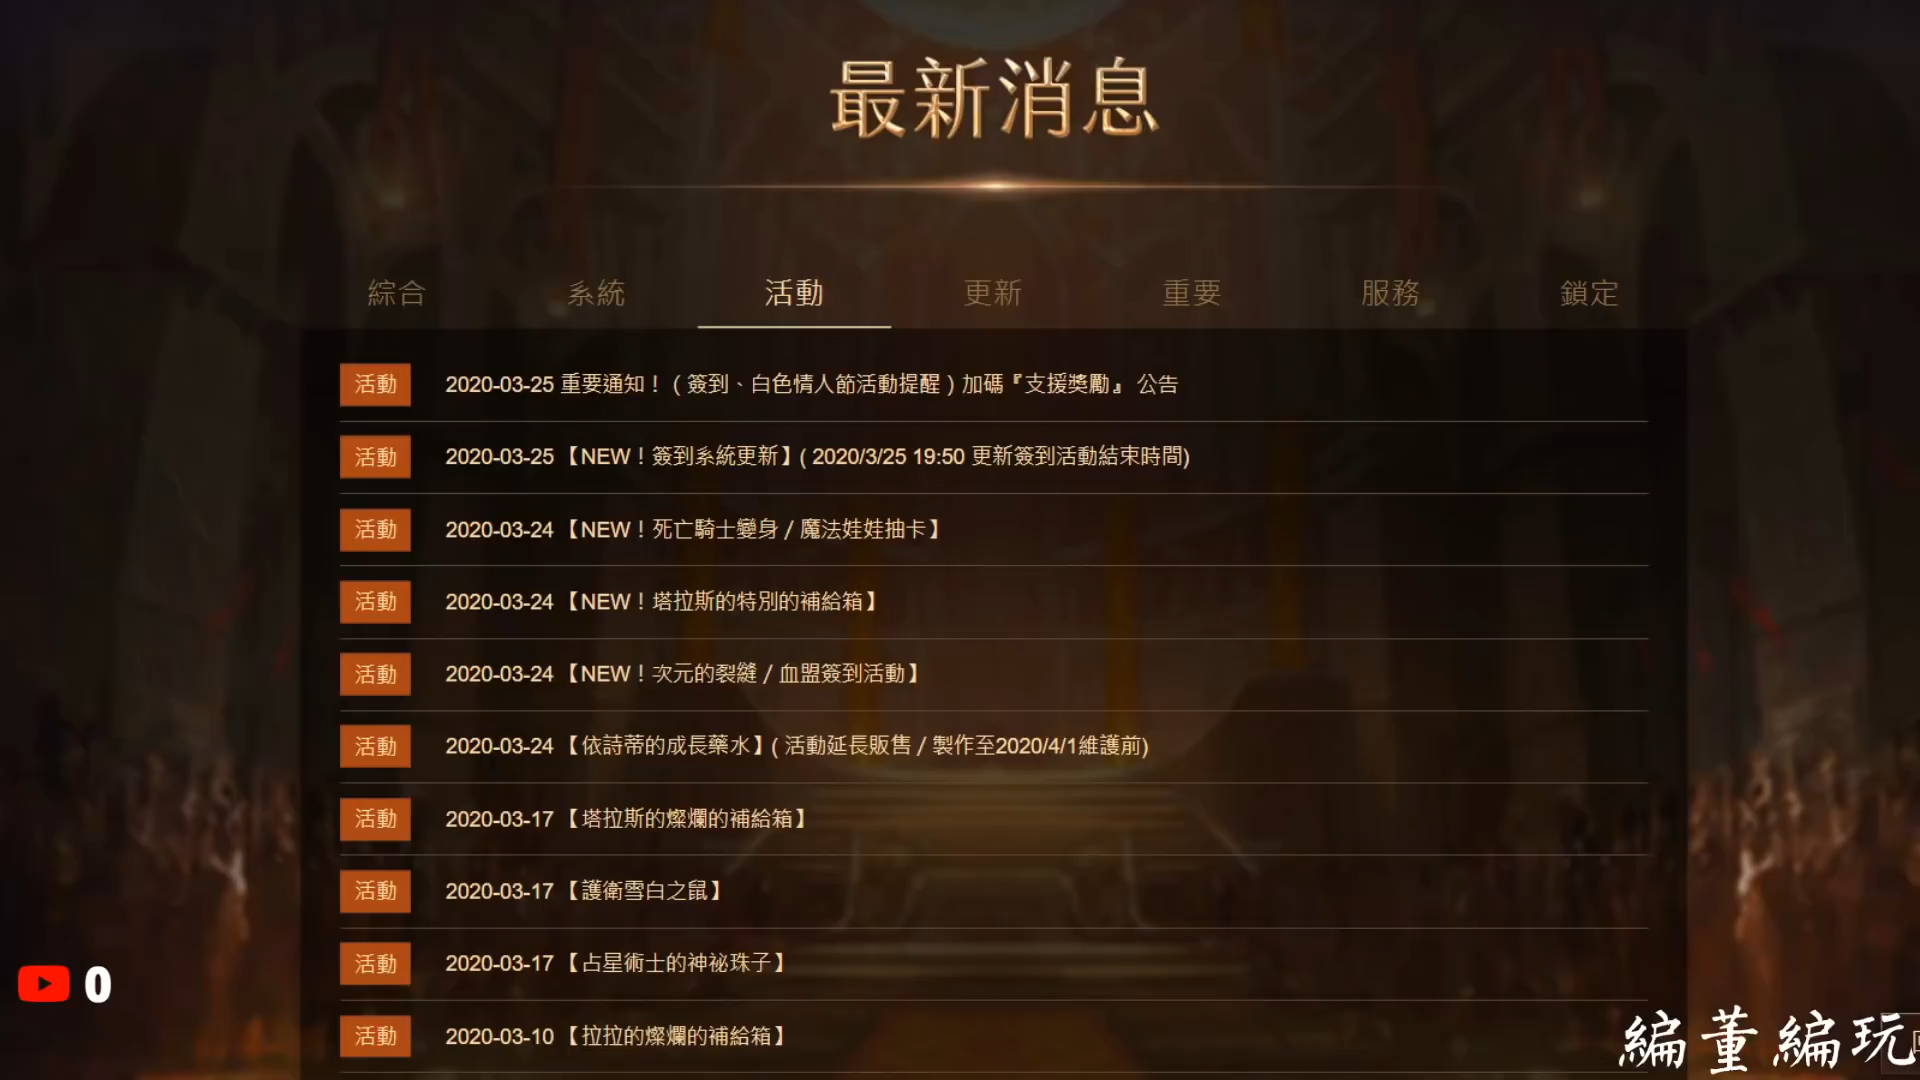 最新消息
綜合 系統 活動 更新 重要 服務 鎖定
活動 2020-03-25 重要通知！（簽到、白色情人節活動提醒）加碼『支援獎勵』 公告
活動 2020-03-25 【NEW！簽到系統更新】( 2020/3/25 19:50 更新簽到活動結束時間)
活動 2020-03-24 【NEW！死亡騎士變身 / 魔法娃娃抽卡】
活動 2020-03-24 【NEW！塔拉斯的特別的補給箱】
活動 2020-03-24 【NEW！次元的裂縫 / 血盟簽到活動】
活動 2020-03-24 【依詩蒂的成長藥水】( 活動延長販售 / 製作至2020/4/1維護前)
活動 2020-03-17 【塔拉斯的燦爛的補給箱】
活動 2020-03-17 【護衛雪白之鼠】
活動 2020-03-17 【占星術士的神祕珠子】
0
活動 2020-03-10 【拉拉的燦爛的補給箱】
編董編玩